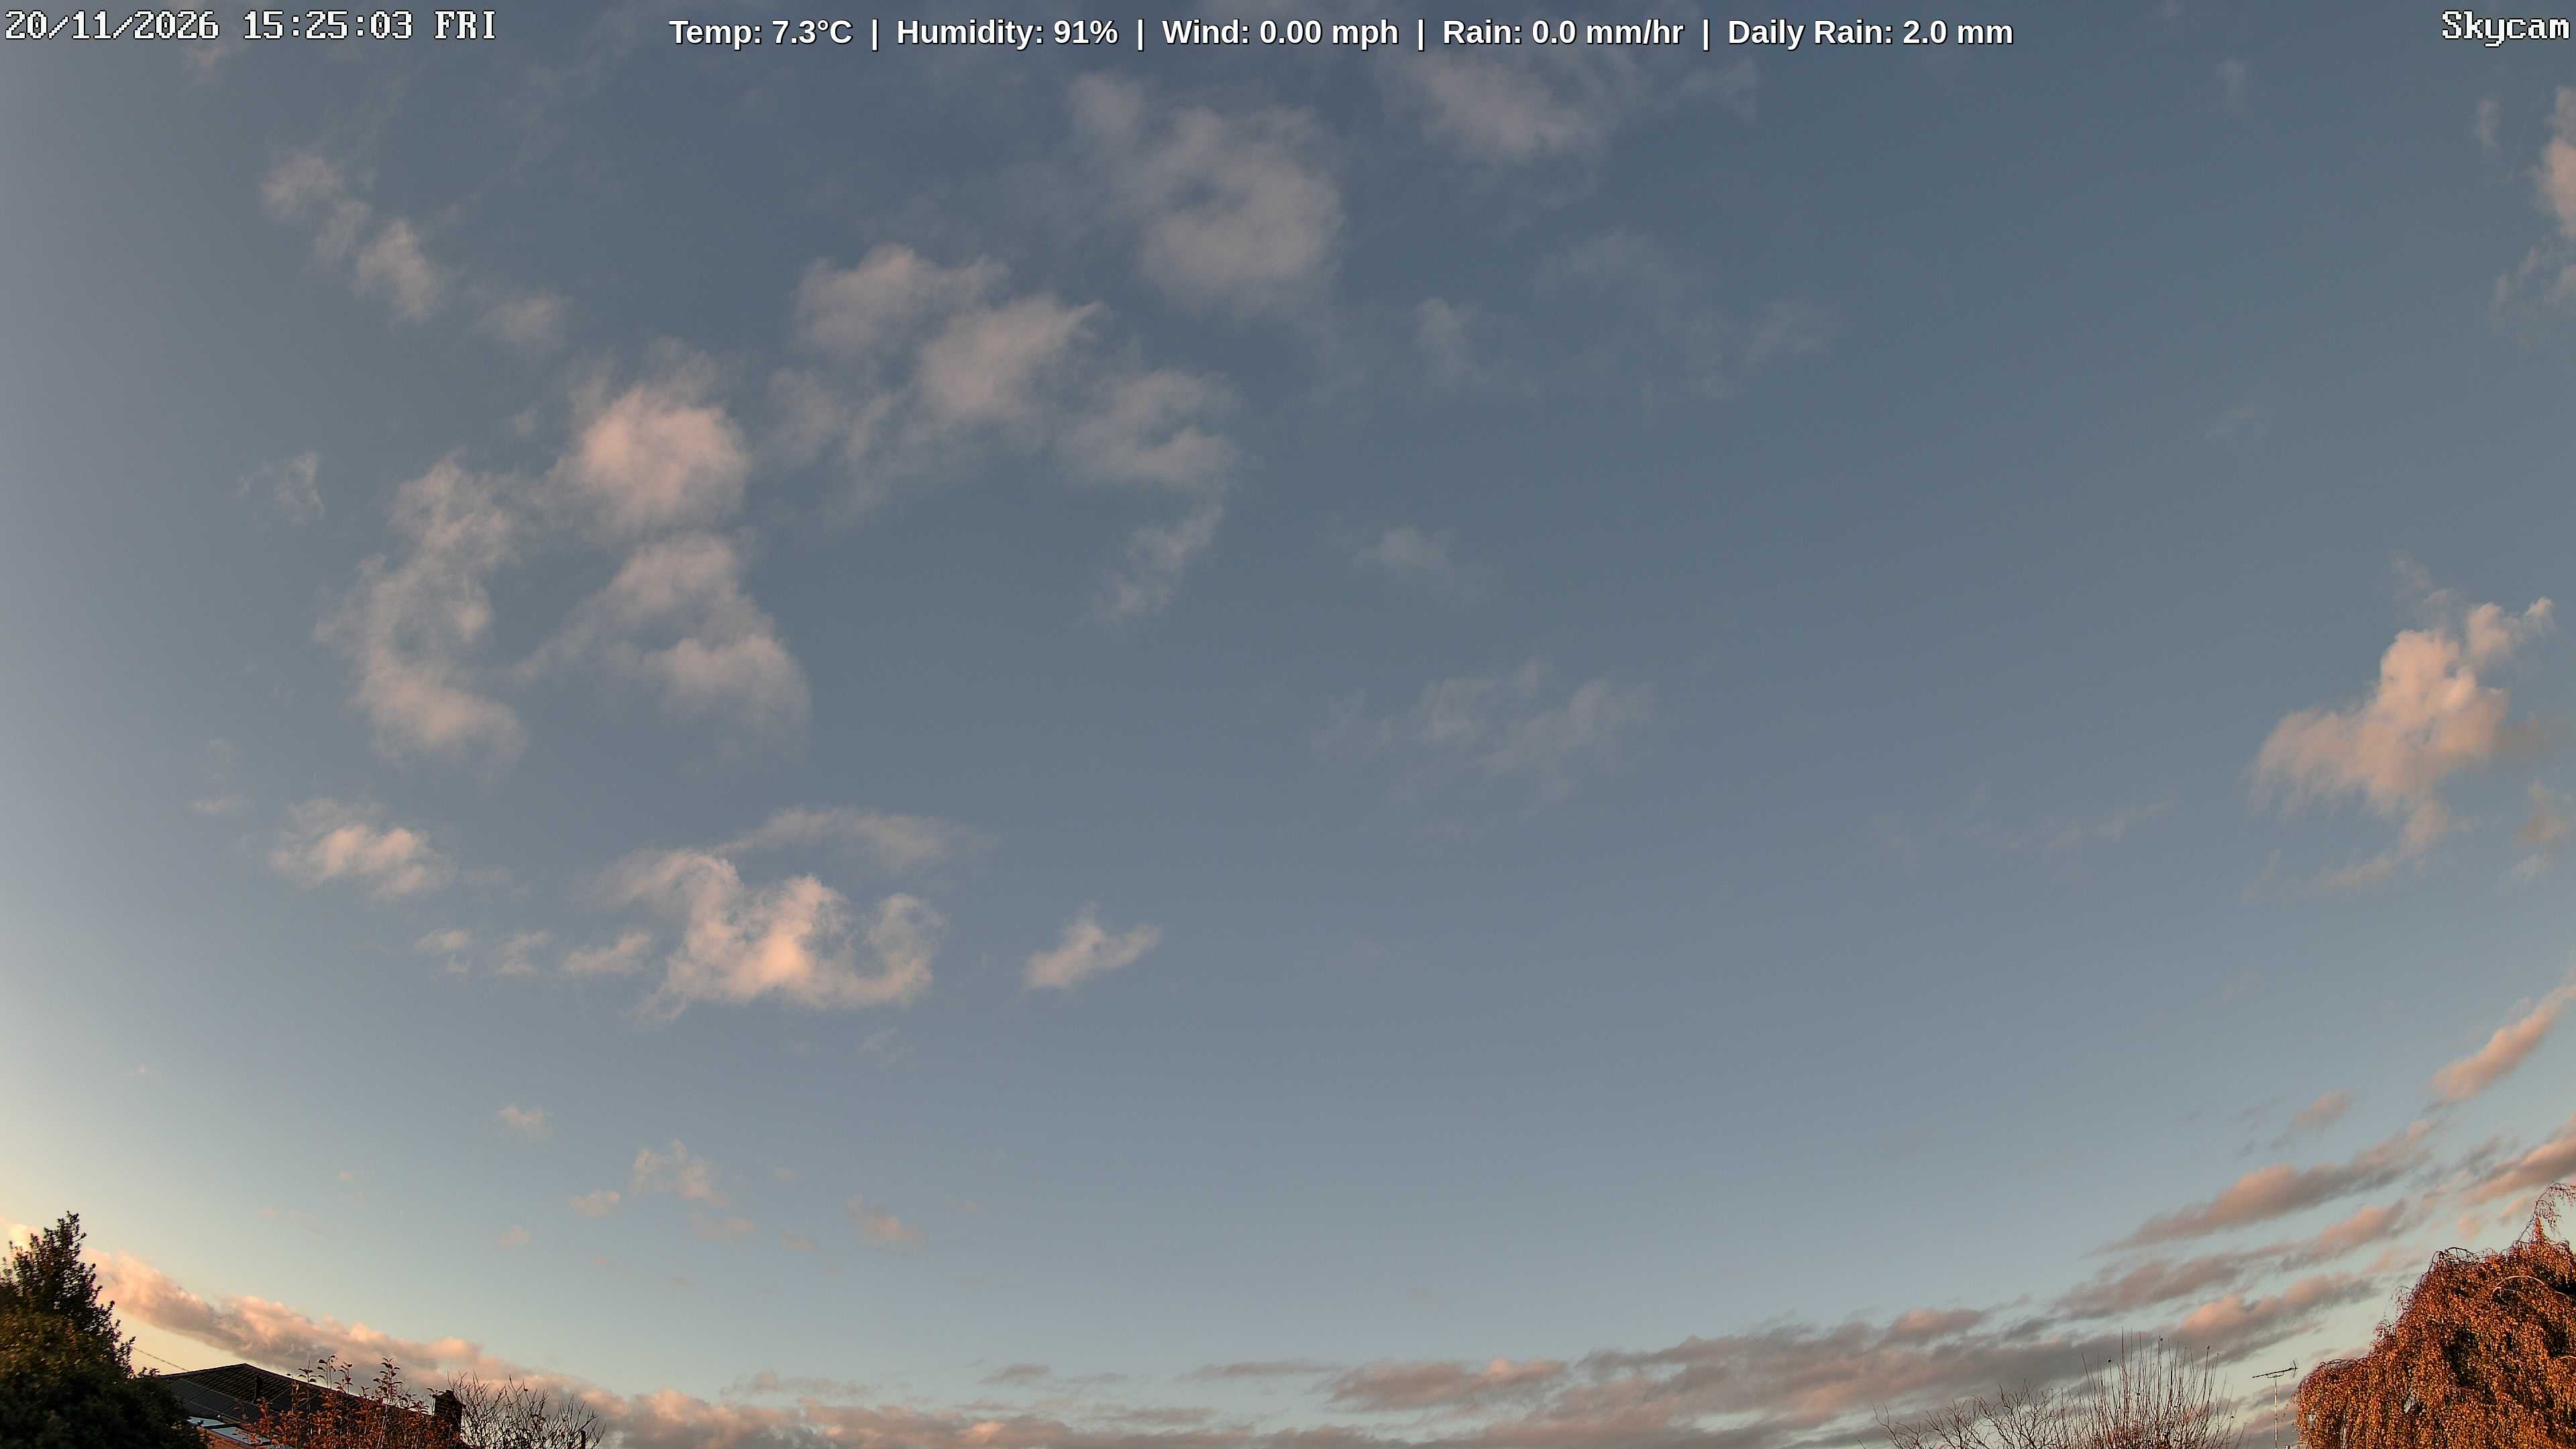 20/11/2026 15:25:03 FRI
Temp: 7.3°C | Humidity: 91% | Wind: 0.00 mph | Rain: 0.0 mm/hr | Daily Rain: 2.0 mm
Skycam